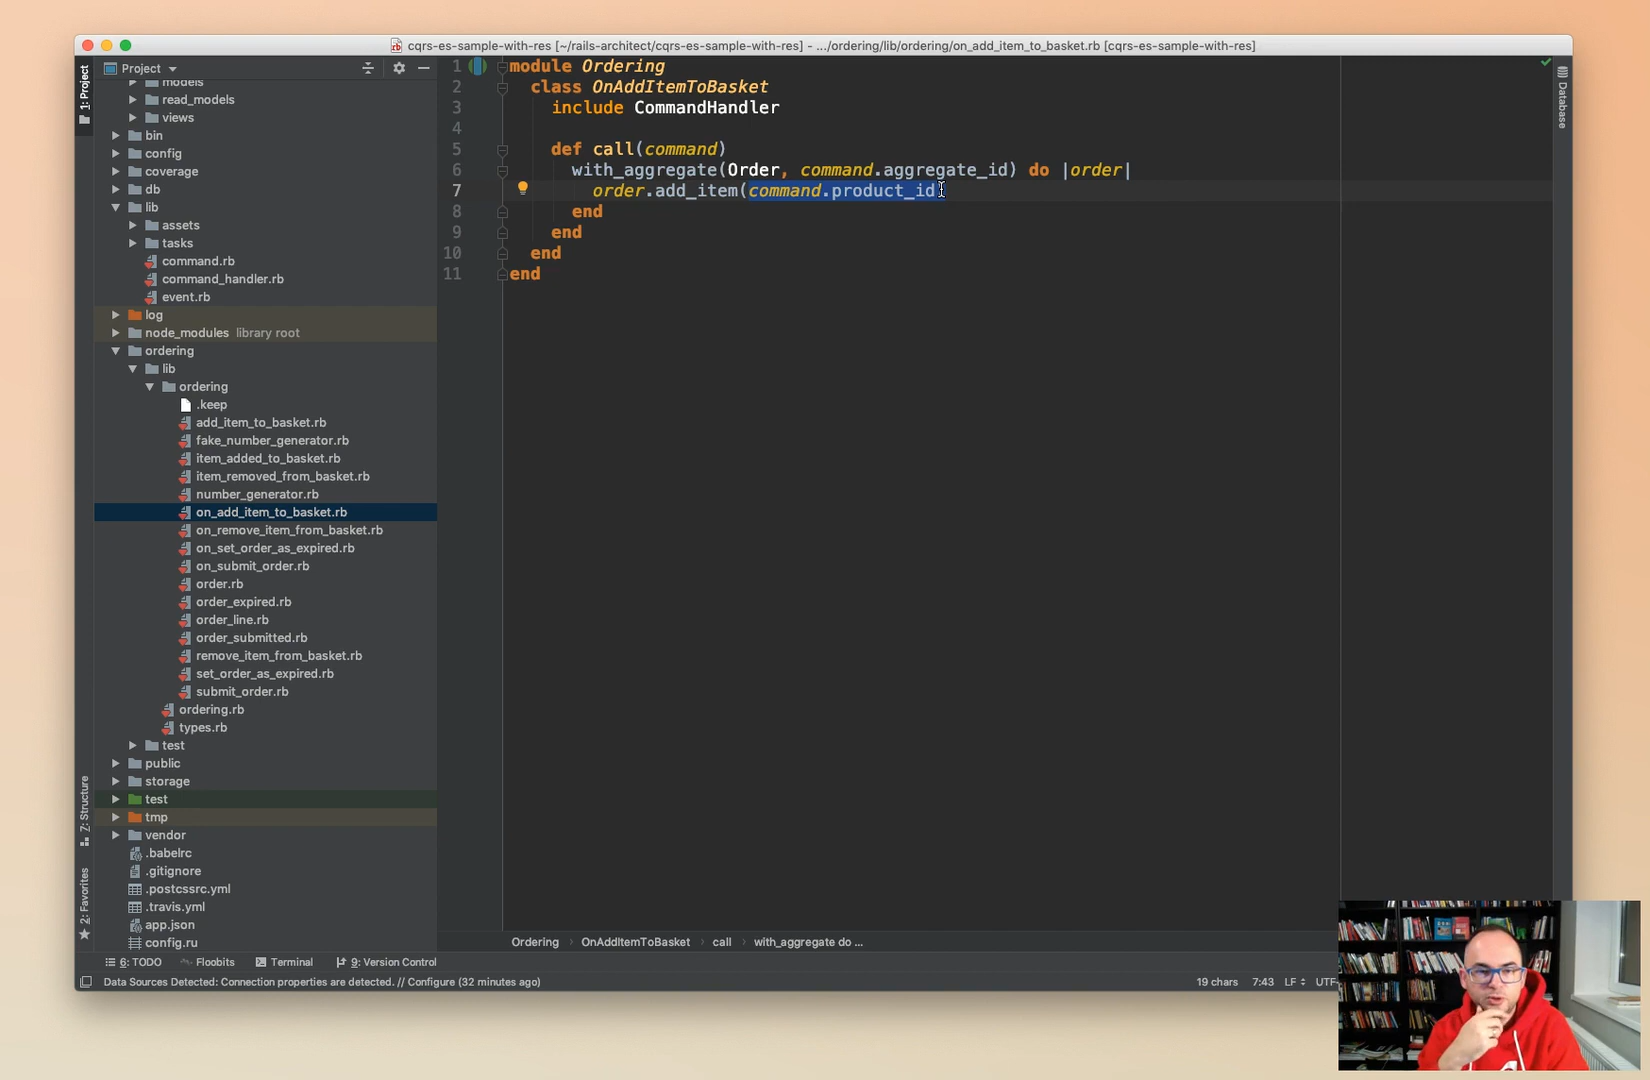 cqrs-es-sample-with-res [~/rails-architect/cqrs-es-sample-with-res] - .../ordering/lib/ordering/on_add_item_to_basket.rb [cqrs-es-sample-with-res]
1: Project
Project
models
read_models
views
bin
config
coverage
db
lib
assets
tasks
command.rb
command_handler.rb
event.rb
log
node_modules library root
ordering
lib
ordering
.keep
add_item_to_basket.rb
fake_number_generator.rb
item_added_to_basket.rb
item_removed_from_basket.rb
number_generator.rb
on_add_item_to_basket.rb
on_remove_item_from_basket.rb
on_set_order_as_expired.rb
on_submit_order.rb
order.rb
order_expired.rb
order_line.rb
order_submitted.rb
remove_item_from_basket.rb
set_order_as_expired.rb
submit_order.rb
ordering.rb
types.rb
test
public
storage
test
tmp
vendor
.babelrc
.gitignore
.postcssrc.yml
.travis.yml
app.json
config.ru
7: Structure
2: Favorites
1 module Ordering
2 class OnAddItemToBasket
3 include CommandHandler
4
5 def call(command)
6 with_aggregate(Order, command.aggregate_id) do |order|
7 order.add_item(command.product_id)
8 end
9 end
10 end
11 end
Database
Ordering › OnAddItemToBasket › call › with_aggregate do ...
6: TODO Floobits Terminal 9: Version Control
Data Sources Detected: Connection properties are detected. // Configure (32 minutes ago) 19 chars 7:43 LF UTF